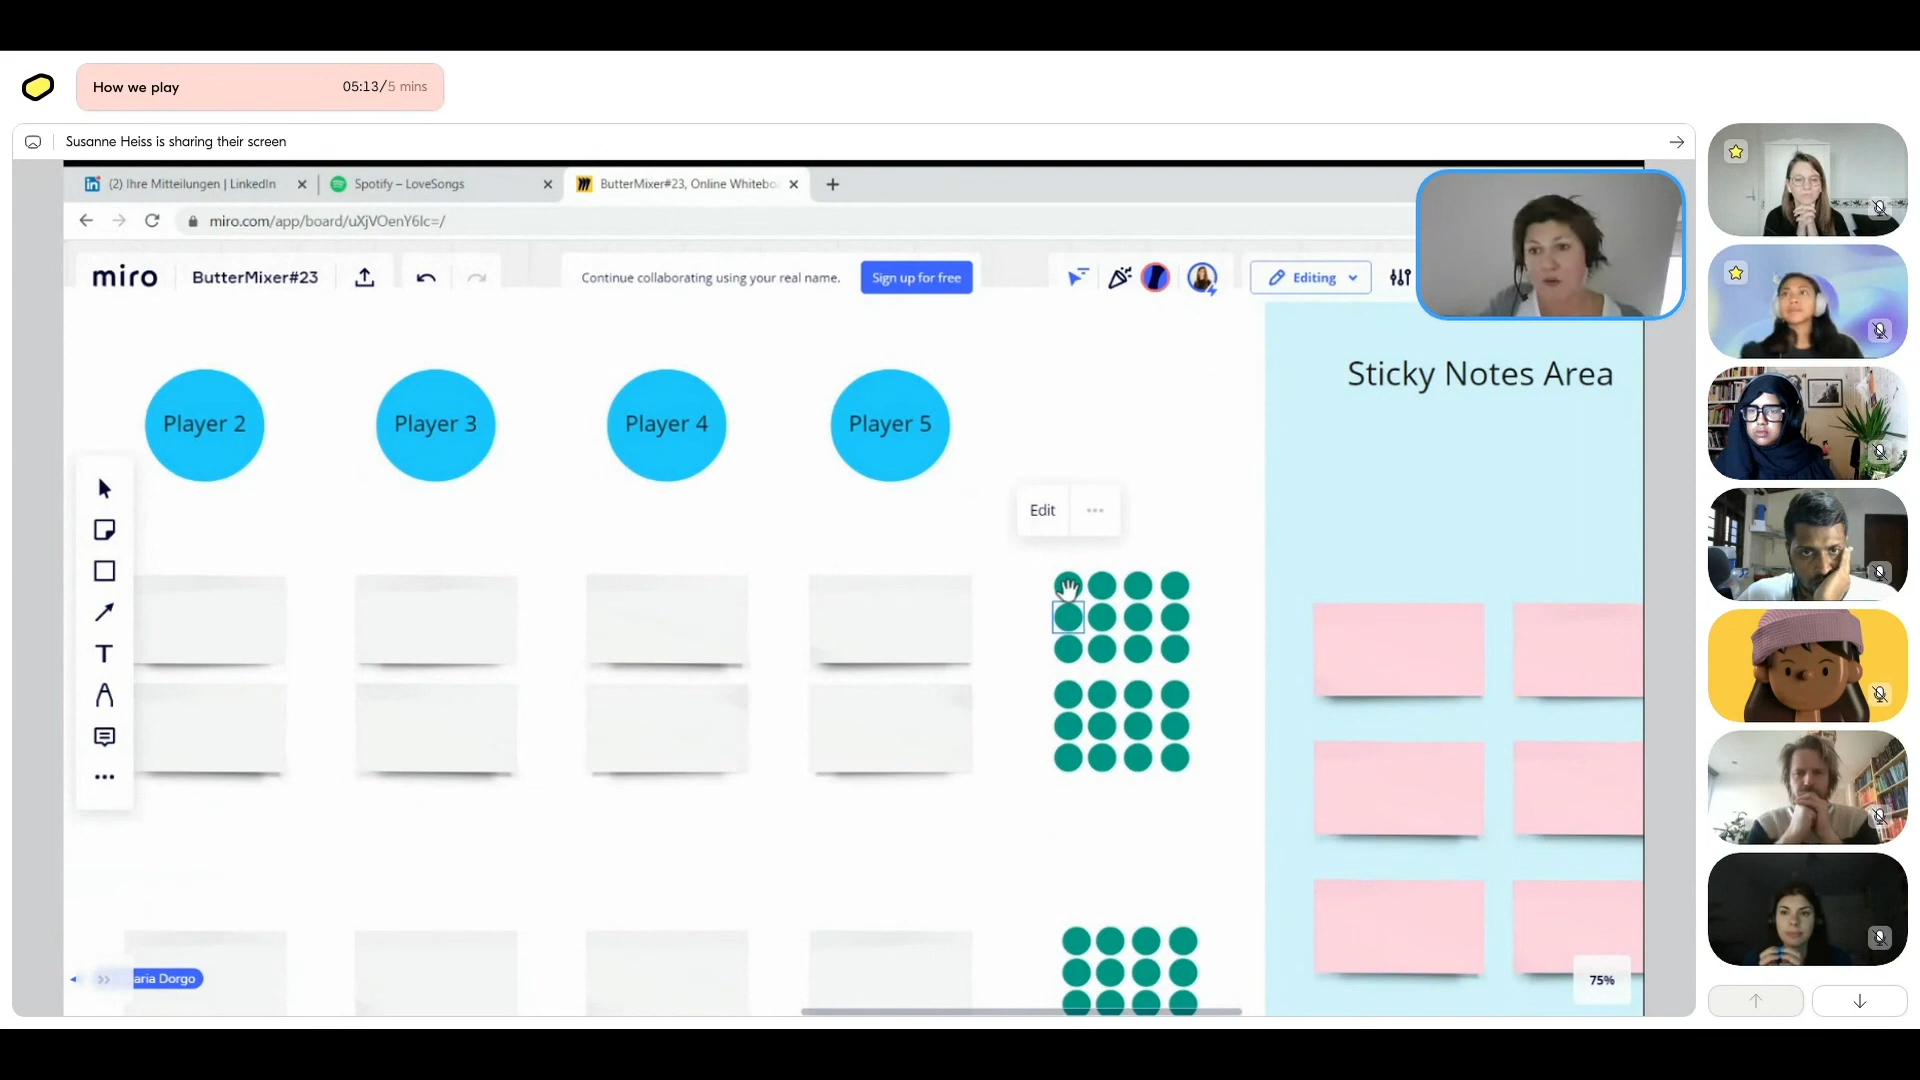 How we play 05:13/5 mins
Susanne Heiss is sharing their screen
(2) Ihre Mitteilungen | LinkedIn
Spotify – LoveSongs
ButterMixer#23, Online Whitebo
miro.com/app/board/uXjVOenY6Ic=/
miro
ButterMixer#23
Continue collaborating using your real name.
Sign up for free
Editing
Sticky Notes Area
Player 2
Player 3
Player 4
Player 5
Edit
aria Dorgo
75%